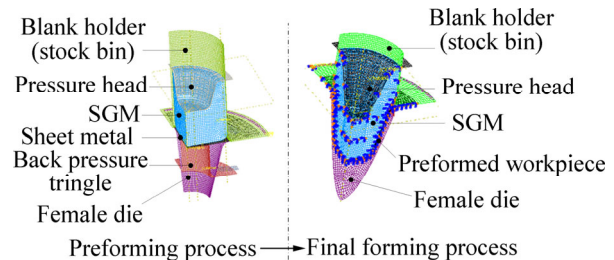 Blank holder
(stock bin)
Pressure head
SGM
Sheet metal
Back pressure
tringle
Female die
Blank holder
(stock bin)
Pressure head
SGM
Preformed workpiece
Female die
Preforming process
Final forming process